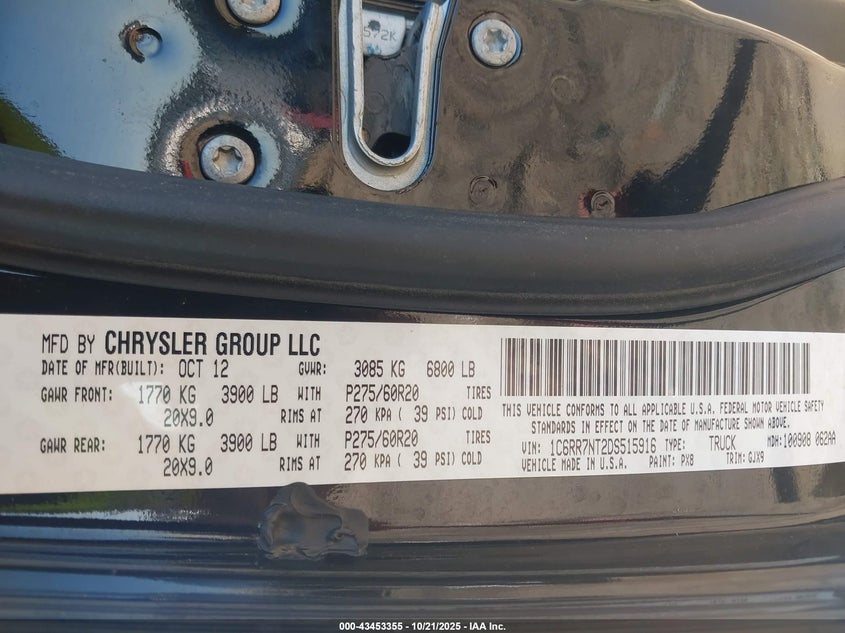 572K
MFD BY CHRYSLER GROUP LLC
DATE OF MFR(BUILT): OCT 12 GVWR: 3085 KG 6800 LB
GAWR FRONT: 1770 KG 3900 LB WITH P275/60R20 TIRES
20X9.0 RIMS AT 270 KPA ( 39 PSI) COLD
GAWR REAR: 1770 KG 3900 LB WITH P275/60R20 TIRES
20X9.0 RIMS AT 270 KPA ( 39 PSI) COLD
THIS VEHICLE CONFORMS TO ALL APPLICABLE U.S.A. FEDERAL MOTOR VEHICLE SAFETY
STANDARDS IN EFFECT ON THE DATE OF MANUFACTURE SHOWN ABOVE.
VIN: 1C6RR7NT2DS515916 TYPE: TRUCK MDH: 100908 062AA
VEHICLE MADE IN U.S.A. PAINT: PX8 TRIM: GJX9
000-43453355 - 10/21/2025 - IAA Inc.